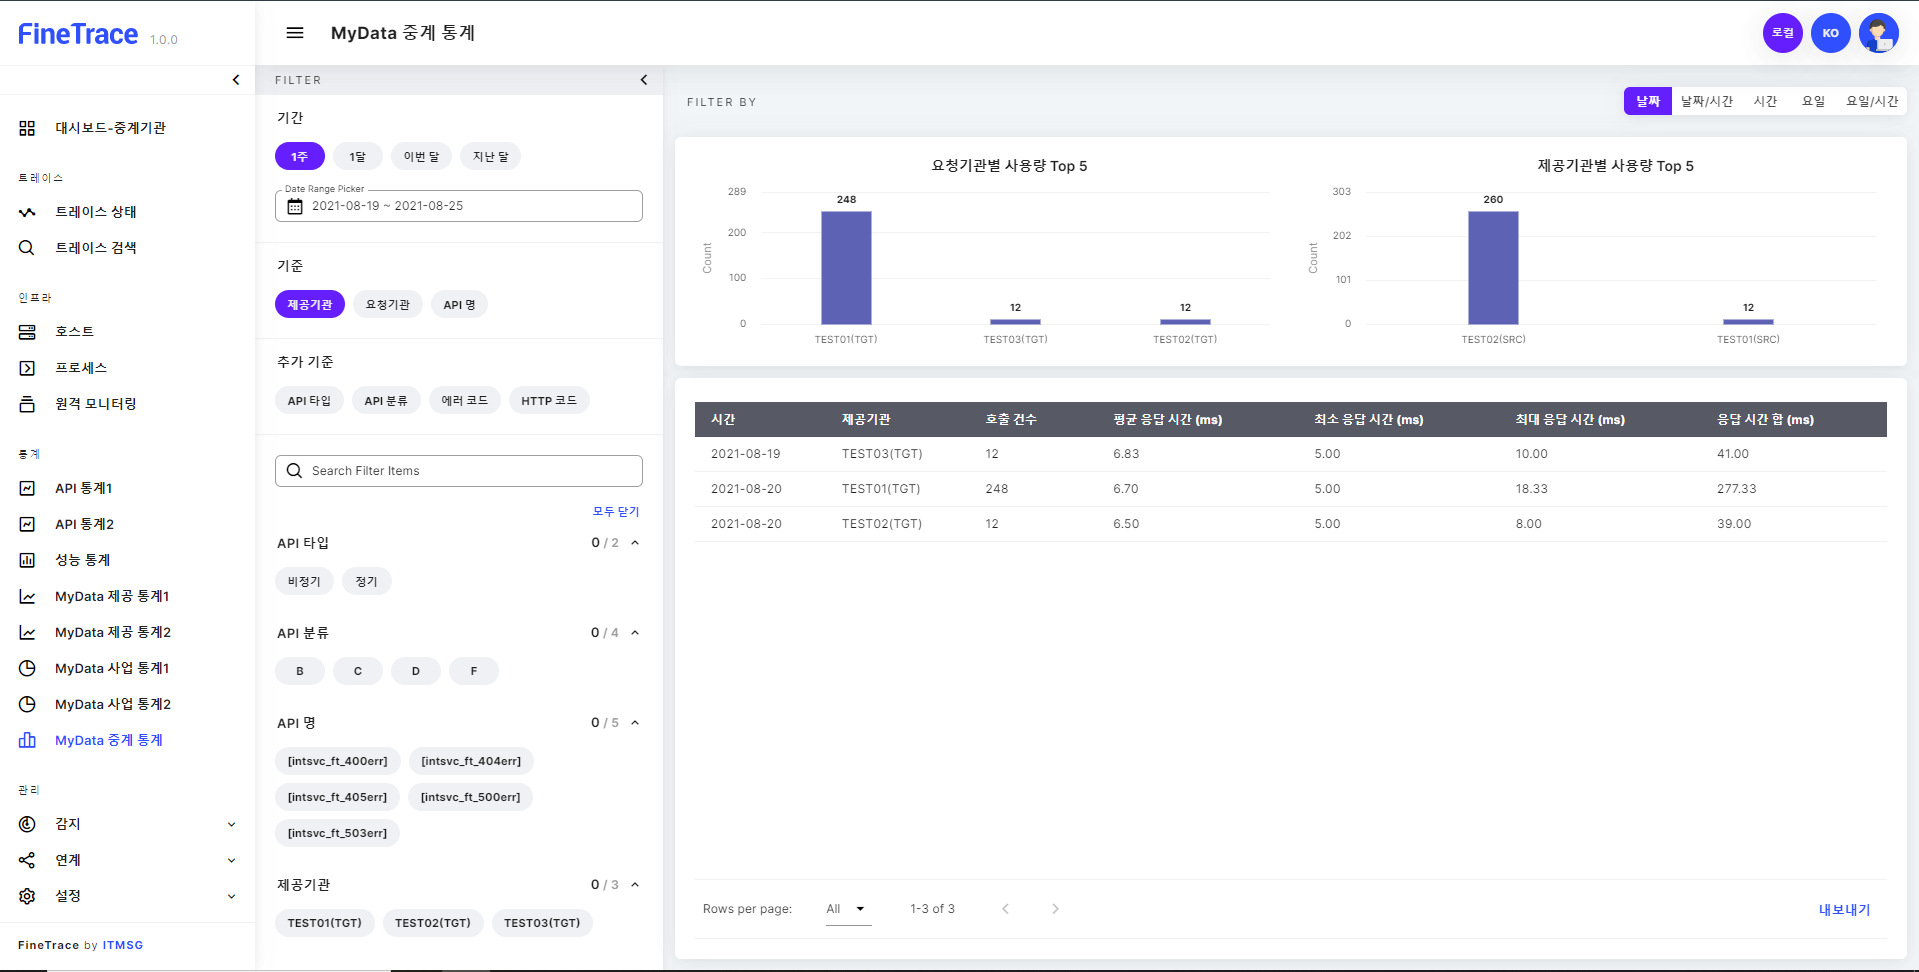 FineTrace 1.0.0
대시보드-중계기관
트레이스
트레이스 상태
트레이스 검색
인프라
호스트
프로세스
원격 모니터링
통계
API 통계1
API 통계2
성능 통계
MyData 제공 통계1
MyData 제공 통계2
MyData 사업 통계1
MyData 사업 통계2
MyData 중계 통계
관리
감지
연계
설정
FineTrace by ITMSG
MyData 중계 통계
로컬 KO
FILTER
기간
1주 1달 이번 달 지난 달
Date Range Picker
2021-08-19 ~ 2021-08-25
기준
제공기관 요청기관 API 명
추가 기준
API 타입 API 분류 에러 코드 HTTP 코드
Search Filter Items
모두 닫기
API 타입 0 / 2
비정기 정기
API 분류 0 / 4
B C D F
API 명 0 / 5
[intsvc_ft_400err] [intsvc_ft_404err]
[intsvc_ft_405err] [intsvc_ft_500err]
[intsvc_ft_503err]
제공기관 0 / 3
TEST01(TGT) TEST02(TGT) TEST03(TGT)
FILTER BY
날짜 날짜/시간 시간 요일 요일/시간
요청기관별 사용량 Top 5
Count
289
200
100
0
248
12
12
TEST01(TGT) TEST03(TGT) TEST02(TGT)
제공기관별 사용량 Top 5
Count
303
202
101
0
260
12
TEST02(SRC) TEST01(SRC)
시간 제공기관 호출 건수 평균 응답 시간 (ms) 최소 응답 시간 (ms) 최대 응답 시간 (ms) 응답 시간 합 (ms)
2021-08-19 TEST03(TGT) 12 6.83 5.00 10.00 41.00
2021-08-20 TEST01(TGT) 248 6.70 5.00 18.33 277.33
2021-08-20 TEST02(TGT) 12 6.50 5.00 8.00 39.00
Rows per page: All 1-3 of 3
내보내기